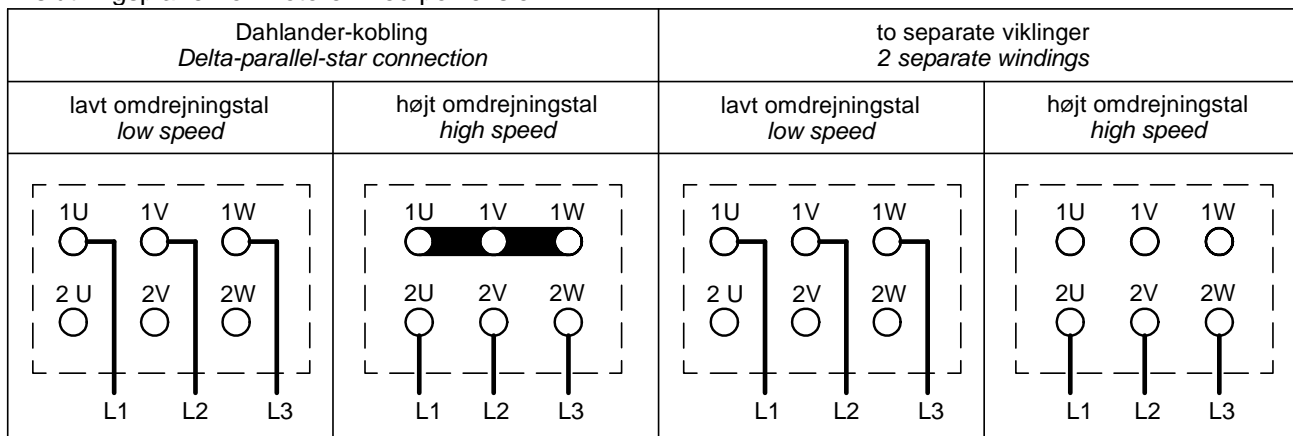 Dahlander-kobling
Delta-parallel-star connection
to separate viklinger
2 separate windings
lavt omdrejningstal
low speed
højt omdrejningstal
high speed
lavt omdrejningstal
low speed
højt omdrejningstal
high speed
1U 1V 1W
2 U 2V 2W
L1 L2 L3
1U 1V 1W
2U 2V 2W
L1 L2 L3
1U 1V 1W
2 U 2V 2W
L1 L2 L3
1U 1V 1W
2U 2V 2W
L1 L2 L3